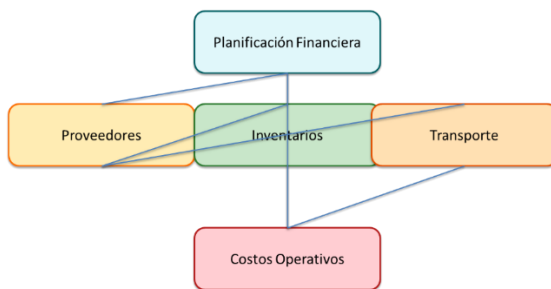 Planificación Financiera
Proveedores
Inventarios
Transporte
Costos Operativos